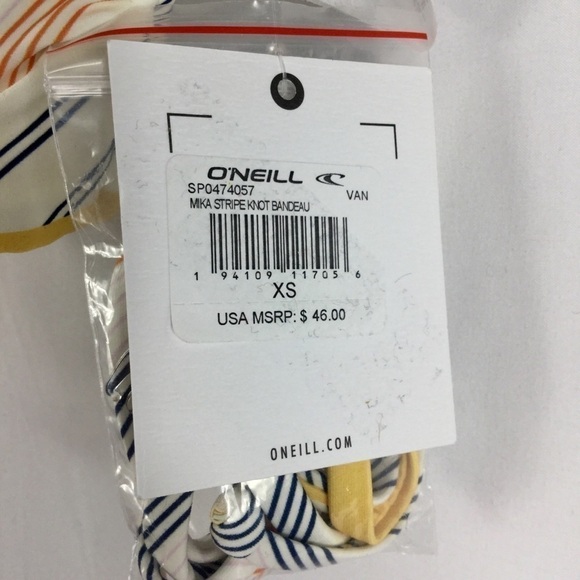 O'NEILL
SP0474057 VAN
MIKA STRIPE KNOT BANDEAU
1 94109 11705 6
XS
USA MSRP: $ 46.00
ONEILL.COM